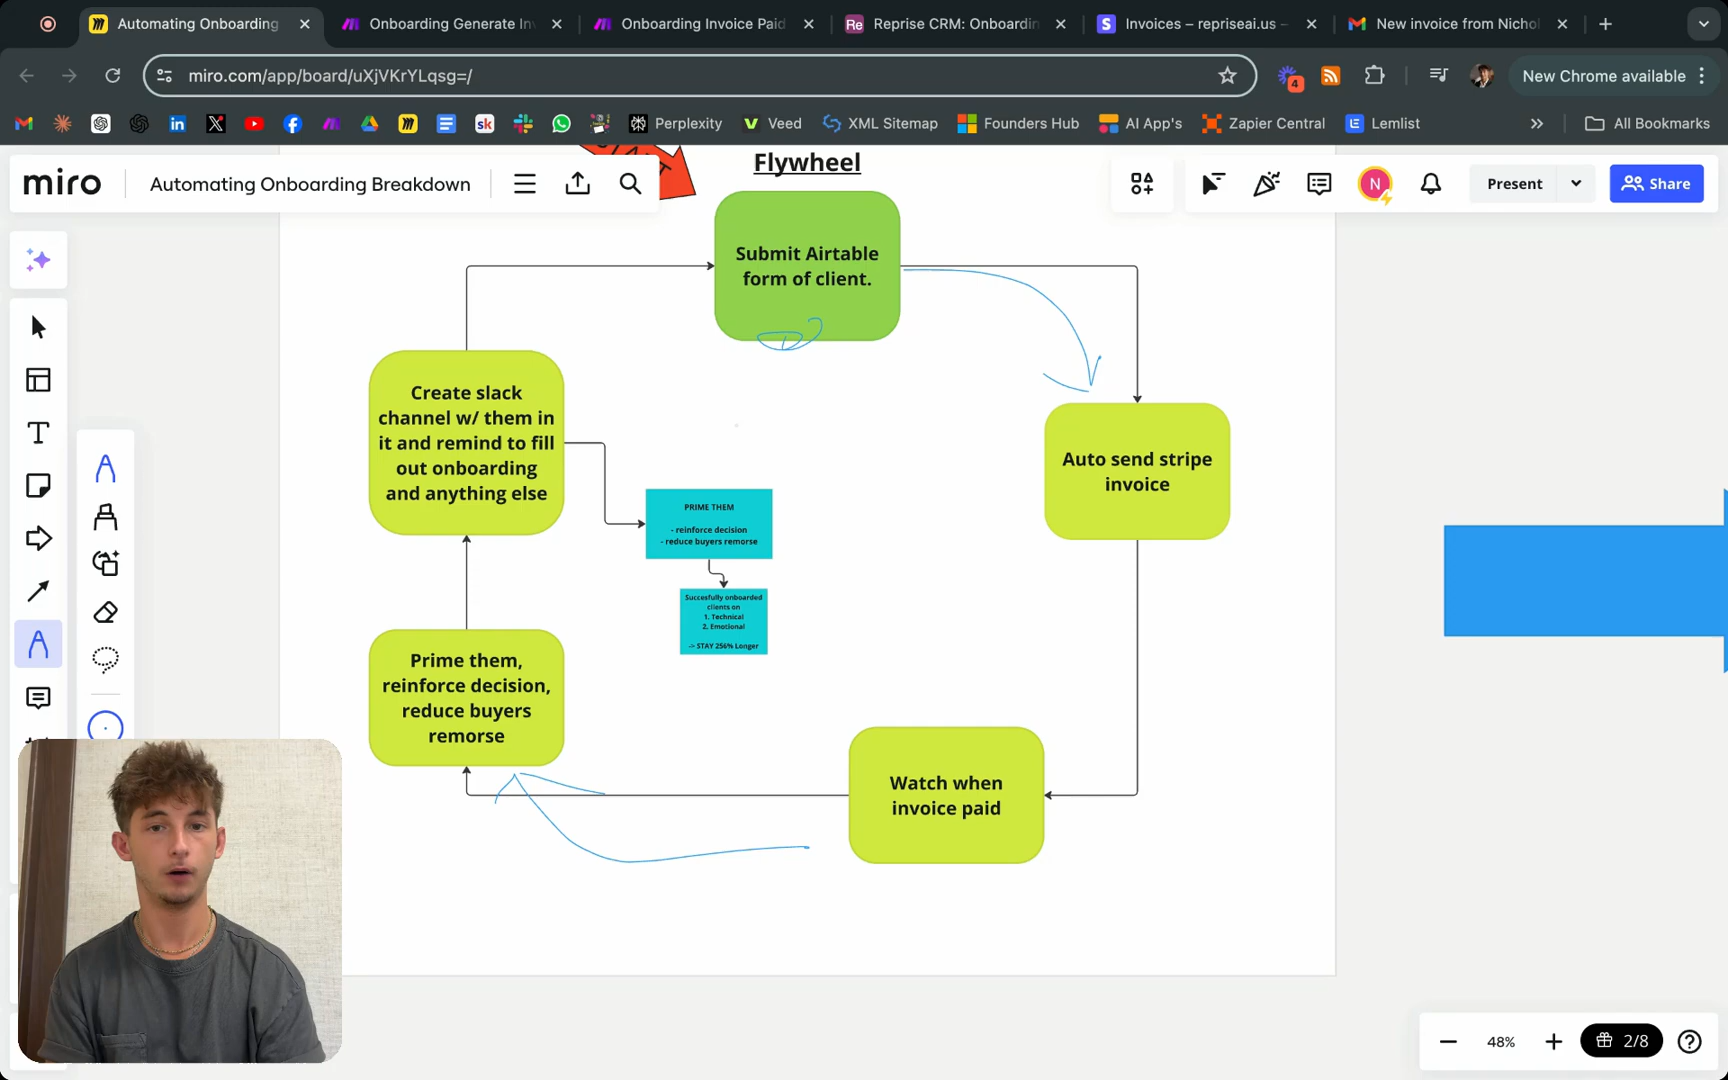 Automating Onboarding
Onboarding Generate Inv
Onboarding Invoice Paid
Reprise CRM: Onboardin
Invoices – repriseai.us -
New invoice from Nichol
miro.com/app/board/uXjVKrYLqsg=/
4
New Chrome available
Perplexity
Veed
XML Sitemap
Founders Hub
AI App's
Zapier Central
Lemlist
All Bookmarks
miro
Automating Onboarding Breakdown
N
Present
Share
Flywheel
Submit Airtable
form of client.
Create slack
channel w/ them in
it and remind to fill
out onboarding
and anything else
Auto send stripe
invoice
PRIME THEM
- reinforce decision
- reduce buyers remorse
Succesfully onboarded
clients on
1. Technical
2. Emotional
-> STAY 256% Longer
Prime them,
reinforce decision,
reduce buyers
remorse
Watch when
invoice paid
48%
2/8